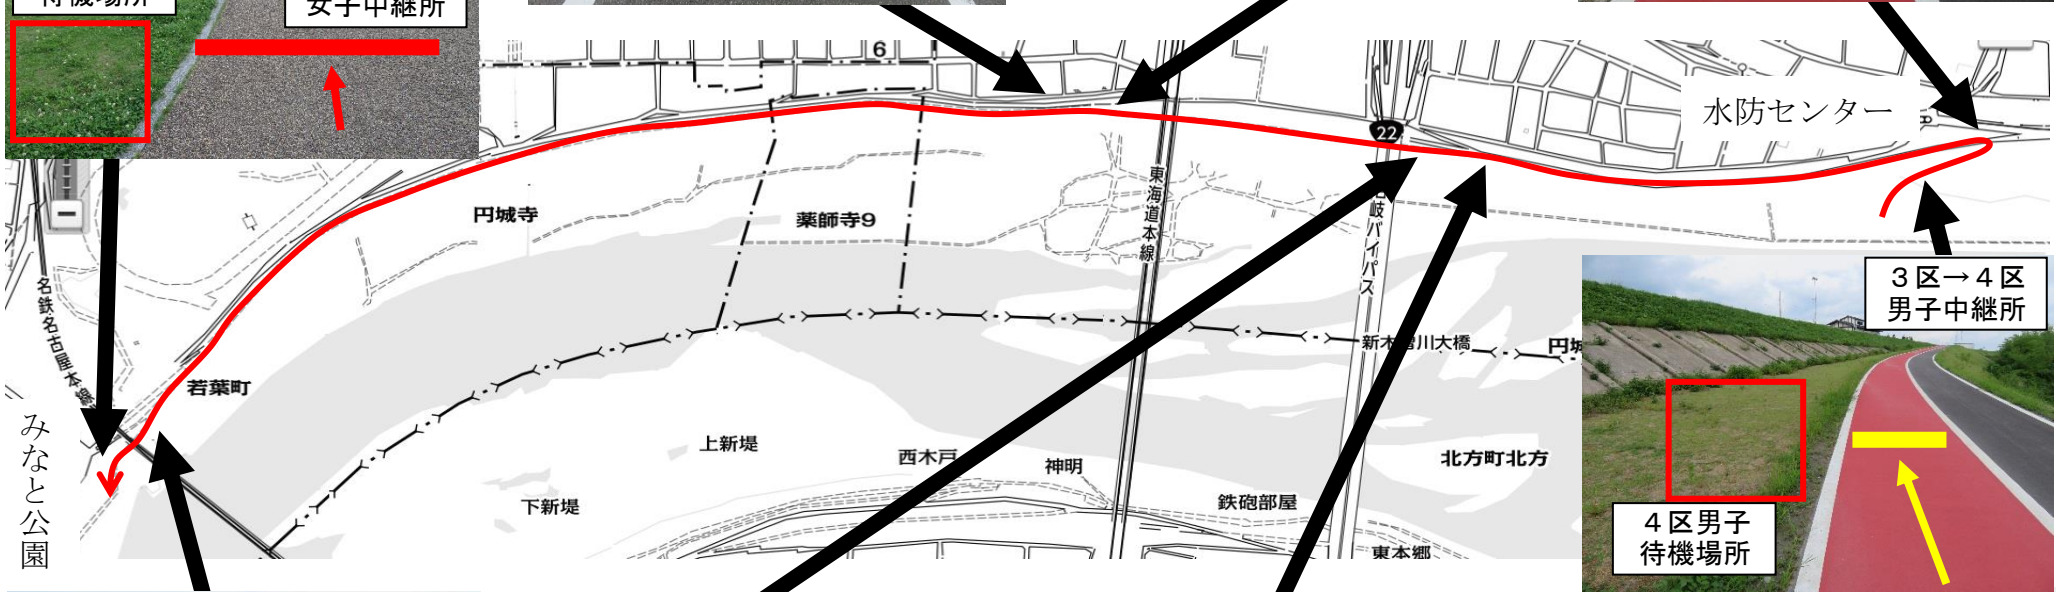 待機場所
女子中継所
6
水防センター
22
東海道本線
岐バイパス
円城寺
薬師寺9
名鉄名古屋本線
3区→4区
男子中継所
新木曽川大橋
若葉町
みなと公園
上新堤
西木戸
神明
北方町北方
下新堤
鉄砲部屋
4区男子
待機場所
東本郷